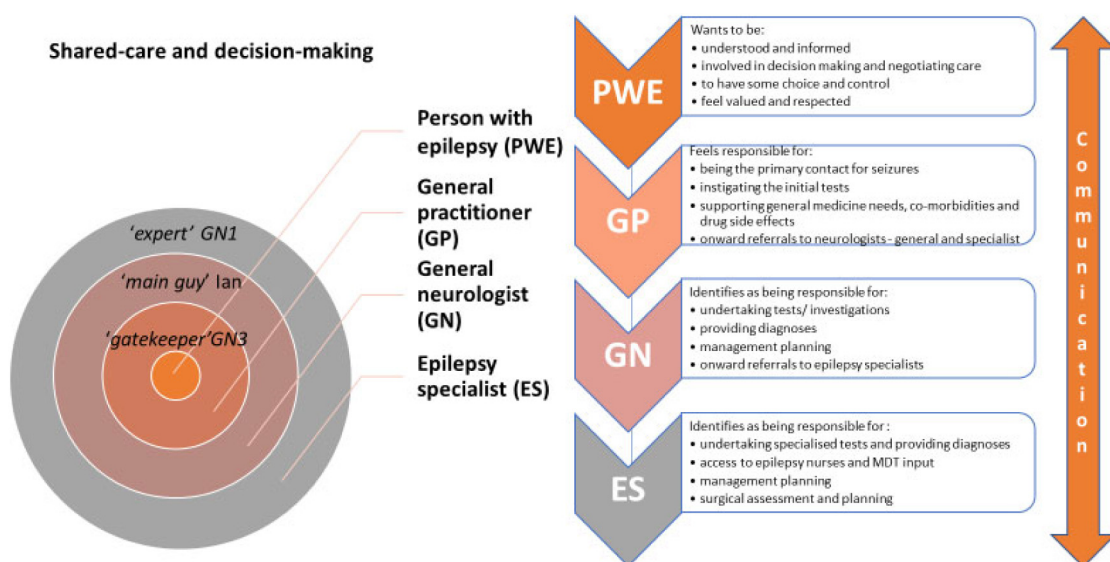 Shared-care and decision-making
'expert' GN1
'main guy' Ian
'gatekeeper'GN3
Person with
epilepsy (PWE)
General
practitioner
(GP)
General
neurologist
(GN)
Epilepsy
specialist (ES)
PWE
Wants to be:
• understood and informed
• involved in decision making and negotiating care
• to have some choice and control
• feel valued and respected
GP
Feels responsible for:
• being the primary contact for seizures
• instigating the initial tests
• supporting general medicine needs, co-morbidities and
drug side effects
• onward referrals to neurologists - general and specialist
GN
Identifies as being responsible for:
• undertaking tests/ investigations
• providing diagnoses
• management planning
• onward referrals to epilepsy specialists
ES
Identifies as being responsible for :
• undertaking specialised tests and providing diagnoses
• access to epilepsy nurses and MDT input
• management planning
• surgical assessment and planning
Communication